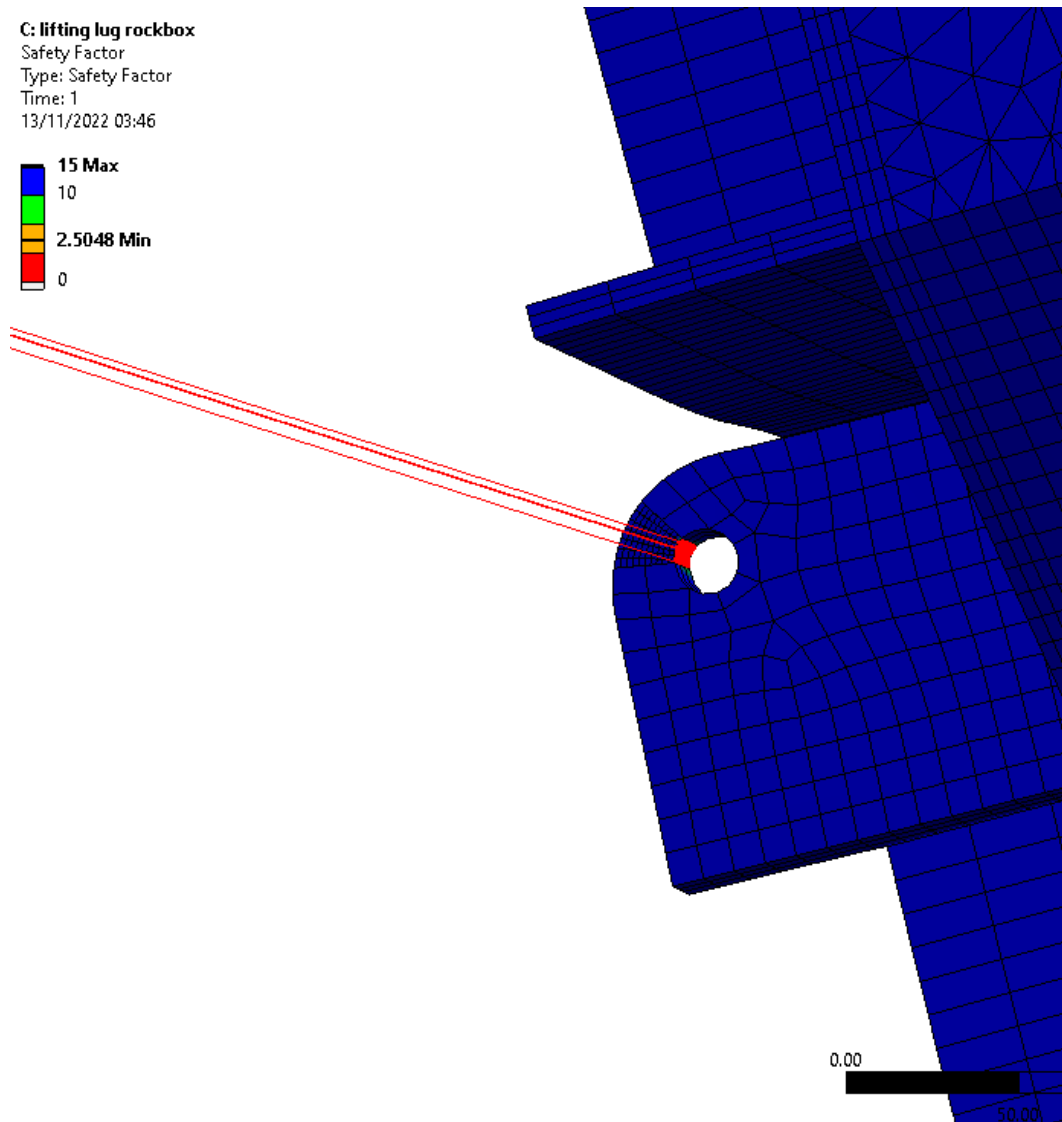 C: lifting lug rockbox
Safety Factor
Type: Safety Factor
Time: 1
13/11/2022 03:46
15 Max
10
2.5048 Min
0
0.00
50.00